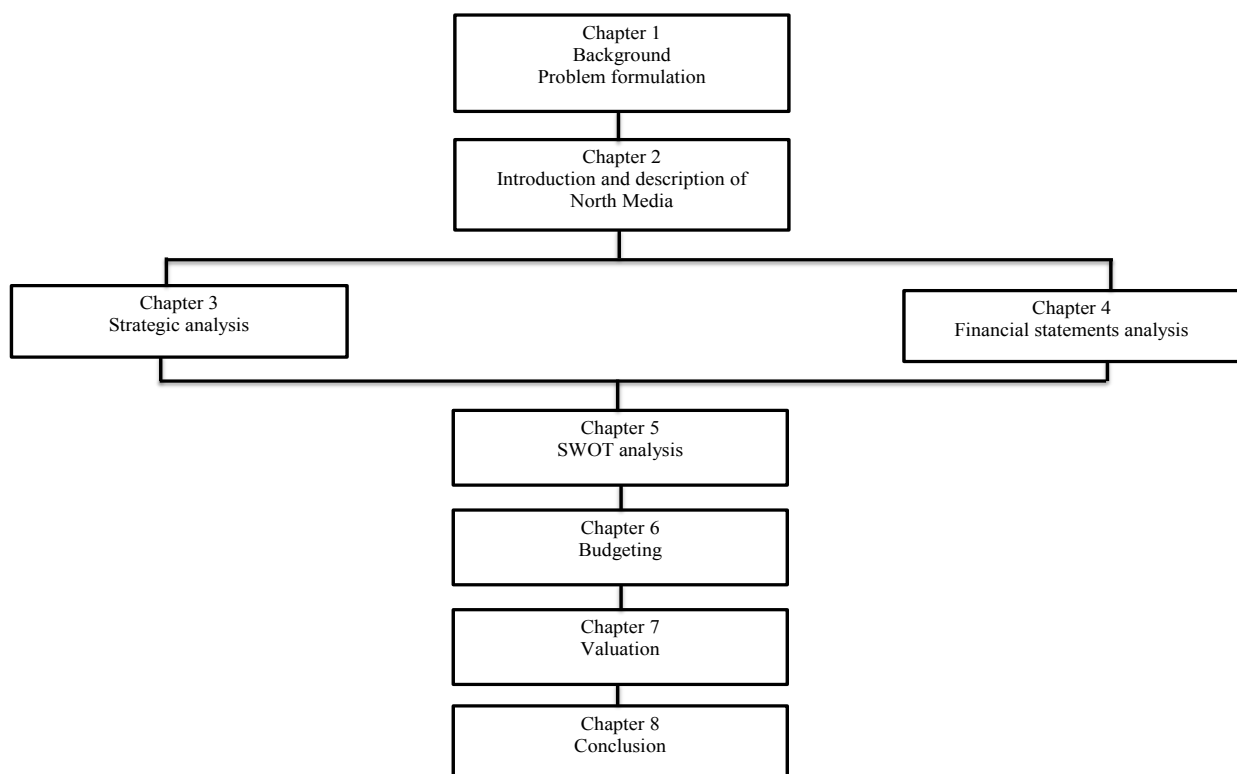 Chapter 1
Background
Problem formulation
Chapter 2
Introduction and description of
North Media
Chapter 3
Strategic analysis
Chapter 4
Financial statements analysis
Chapter 5
SWOT analysis
Chapter 6
Budgeting
Chapter 7
Valuation
Chapter 8
Conclusion